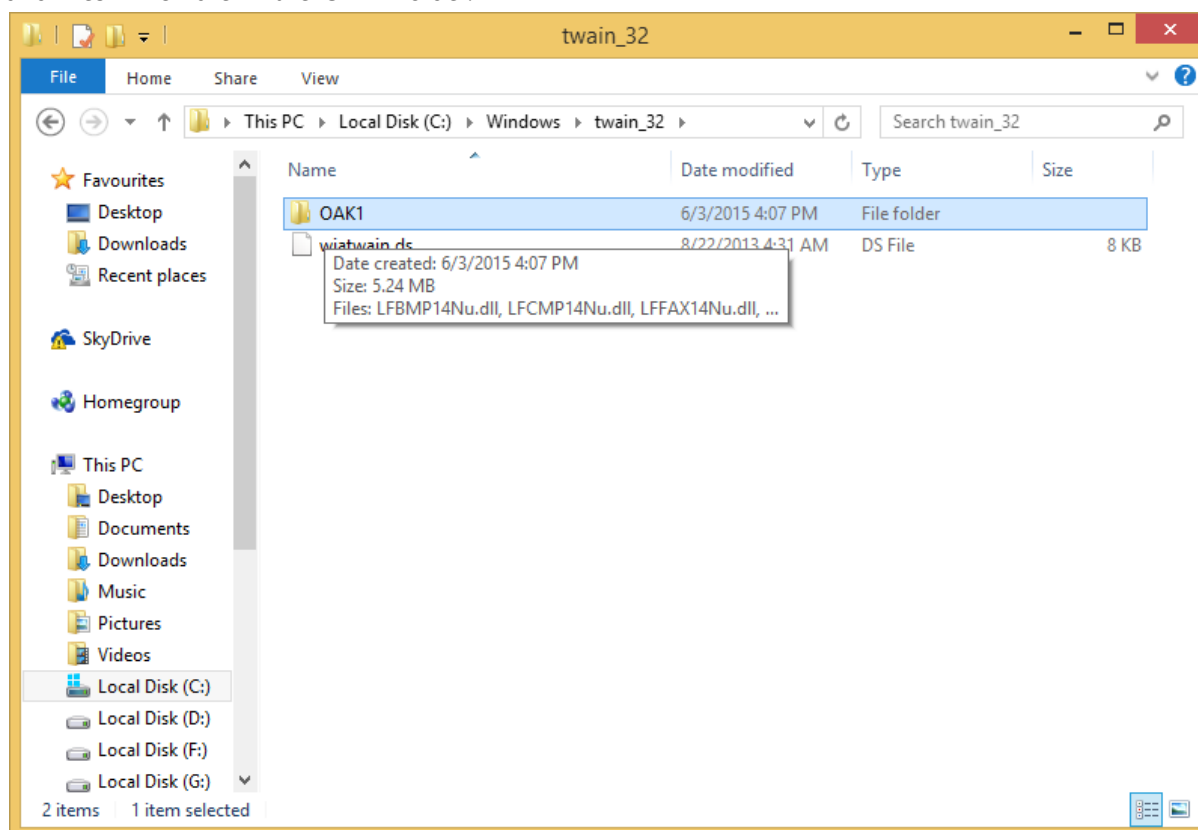 twain_32
File Home Share View
This PC Local Disk (C:) Windows twain_32 Search twain_32
Name Date modified Type Size
Favourites
Desktop
Downloads
Recent places
SkyDrive
Homegroup
This PC
Desktop
Documents
Downloads
Music
Pictures
Videos
Local Disk (C:)
Local Disk (D:)
Local Disk (F:)
Local Disk (G:)
OAK1 6/3/2015 4:07 PM File folder
wiatwain.ds 8/22/2013 4:31 AM DS File 8 KB
Date created: 6/3/2015 4:07 PM
Size: 5.24 MB
Files: LFBMP14Nu.dll, LFCMP14Nu.dll, LFFAX14Nu.dll, ...
2 items 1 item selected